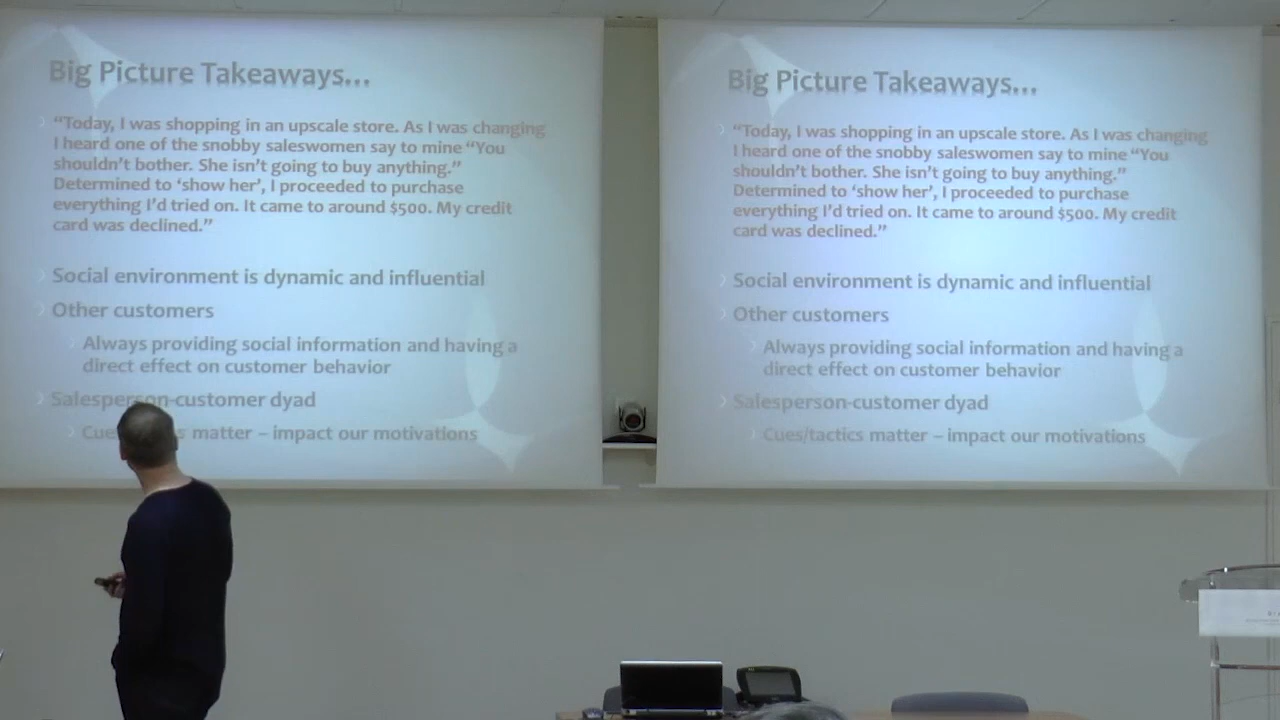 Big Picture Takeaways...
“Today, I was shopping in an upscale store. As I was changing
I heard one of the snobby saleswomen say to mine “You
shouldn’t bother. She isn’t going to buy anything.”
Determined to ‘show her’, I proceeded to purchase
everything I’d tried on. It came to around $500. My credit
card was declined.”
Social environment is dynamic and influential
Other customers
Always providing social information and having a
direct effect on customer behavior
Salesperson-customer dyad
Cue s matter – impact our motivations
Big Picture Takeaways...
“Today, I was shopping in an upscale store. As I was changing
I heard one of the snobby saleswomen say to mine “You
shouldn’t bother. She isn’t going to buy anything.”
Determined to ‘show her’, I proceeded to purchase
everything I’d tried on. It came to around $500. My credit
card was declined.”
Social environment is dynamic and influential
Other customers
Always providing social information and having a
direct effect on customer behavior
Salesperson-customer dyad
Cues/tactics matter – impact our motivations